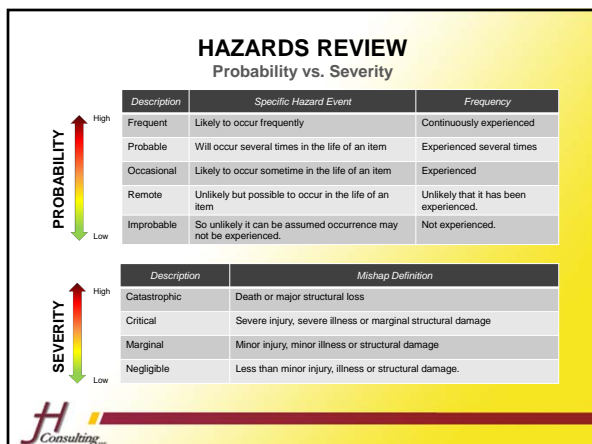 HAZARDS REVIEW
Probability vs. Severity
Description Specific Hazard Event Frequency
High
Frequent Likely to occur frequently Continuously experienced
Probable Will occur several times in the life of an item Experienced several times
PROBABILITY
Occasional Likely to occur sometime in the life of an item Experienced
Remote Unlikely but possible to occur in the life of an Unlikely that it has been
item experienced.
Improbable So unlikely it can be assumed occurrence may Not experienced.
Low
not be experienced.
Description Mishap Definition
High
Catastrophic Death or major structural loss
SEVERITY
Critical Severe injury, severe illness or marginal structural damage
Marginal Minor injury, minor illness or structural damage
Negligible Less than minor injury, illness or structural damage.
Low
JH
Consulting